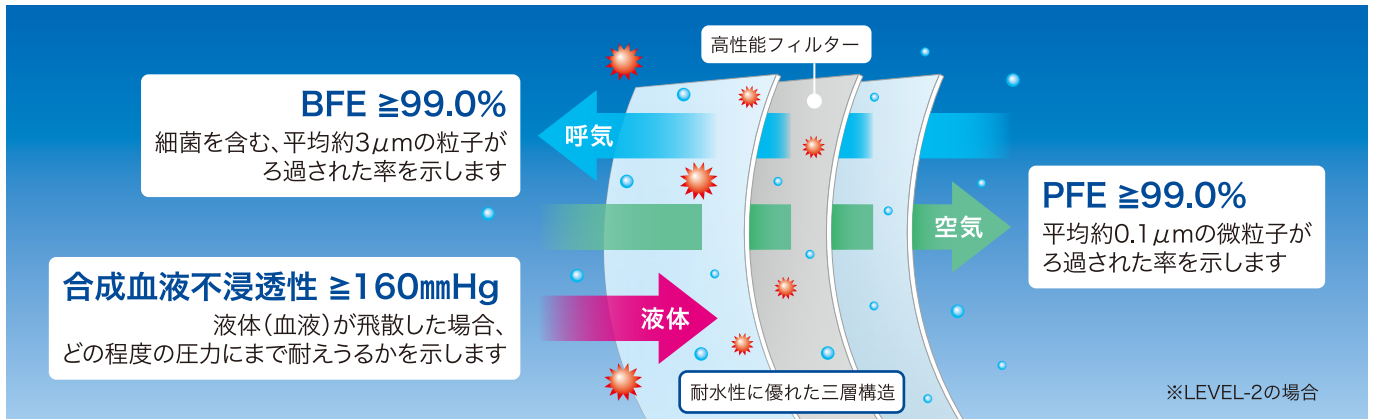 高性能フィルター
BFE ≧99.0%
細菌を含む、平均約3μmの粒子が
ろ過された率を示します
呼気
PFE ≧99.0%
平均約0.1μmの微粒子が
ろ過された率を示します
空気
合成血液不浸透性 ≧160㎜Hg
液体(血液)が飛散した場合、
どの程度の圧力にまで耐えうるかを示します
液体
耐水性に優れた三層構造
※LEVEL-2の場合